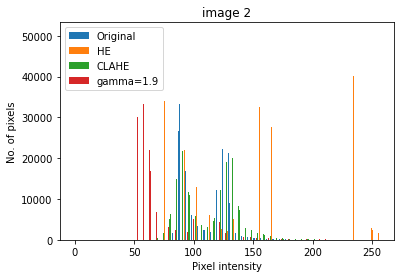 image 2
Original
HE
CLAHE
gamma=1.9
No. of pixels
50000
40000
30000
20000
10000
0
0 50 100 150 200 250
Pixel intensity